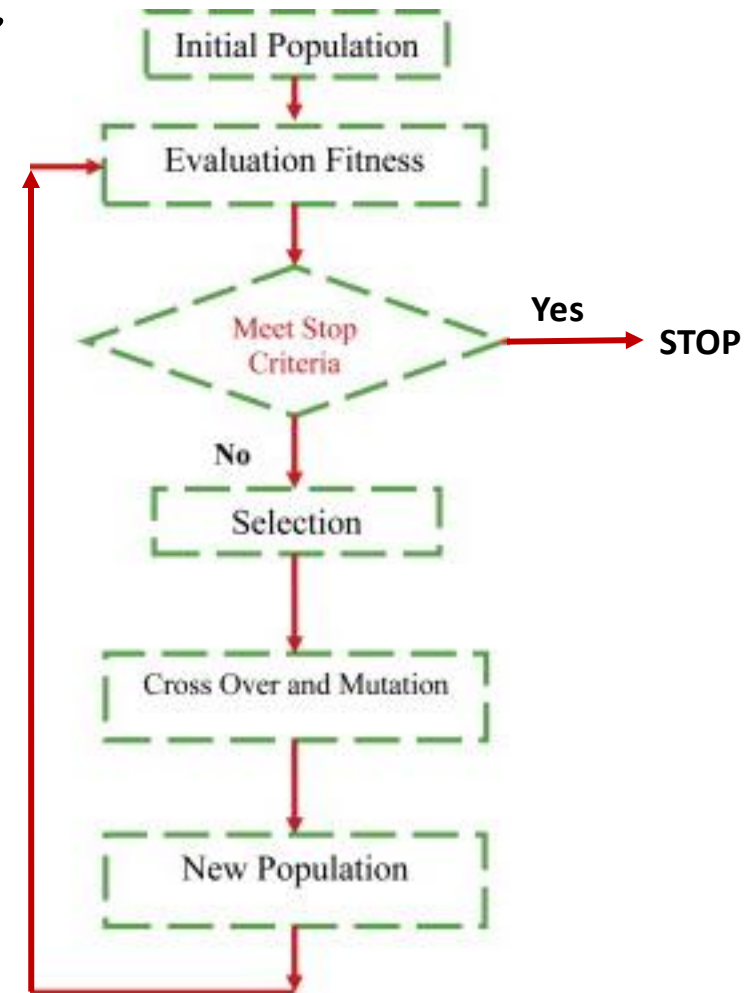 Initial Population
Evaluation Fitness
Meet Stop
Criteria
Yes
STOP
No
Selection
Cross Over and Mutation
New Population